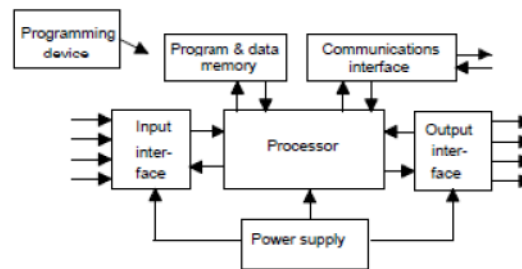 Programming
device
Program & data
memory
Communications
interface
Input
inter-
face
Processor
Output
inter-
face
Power supply